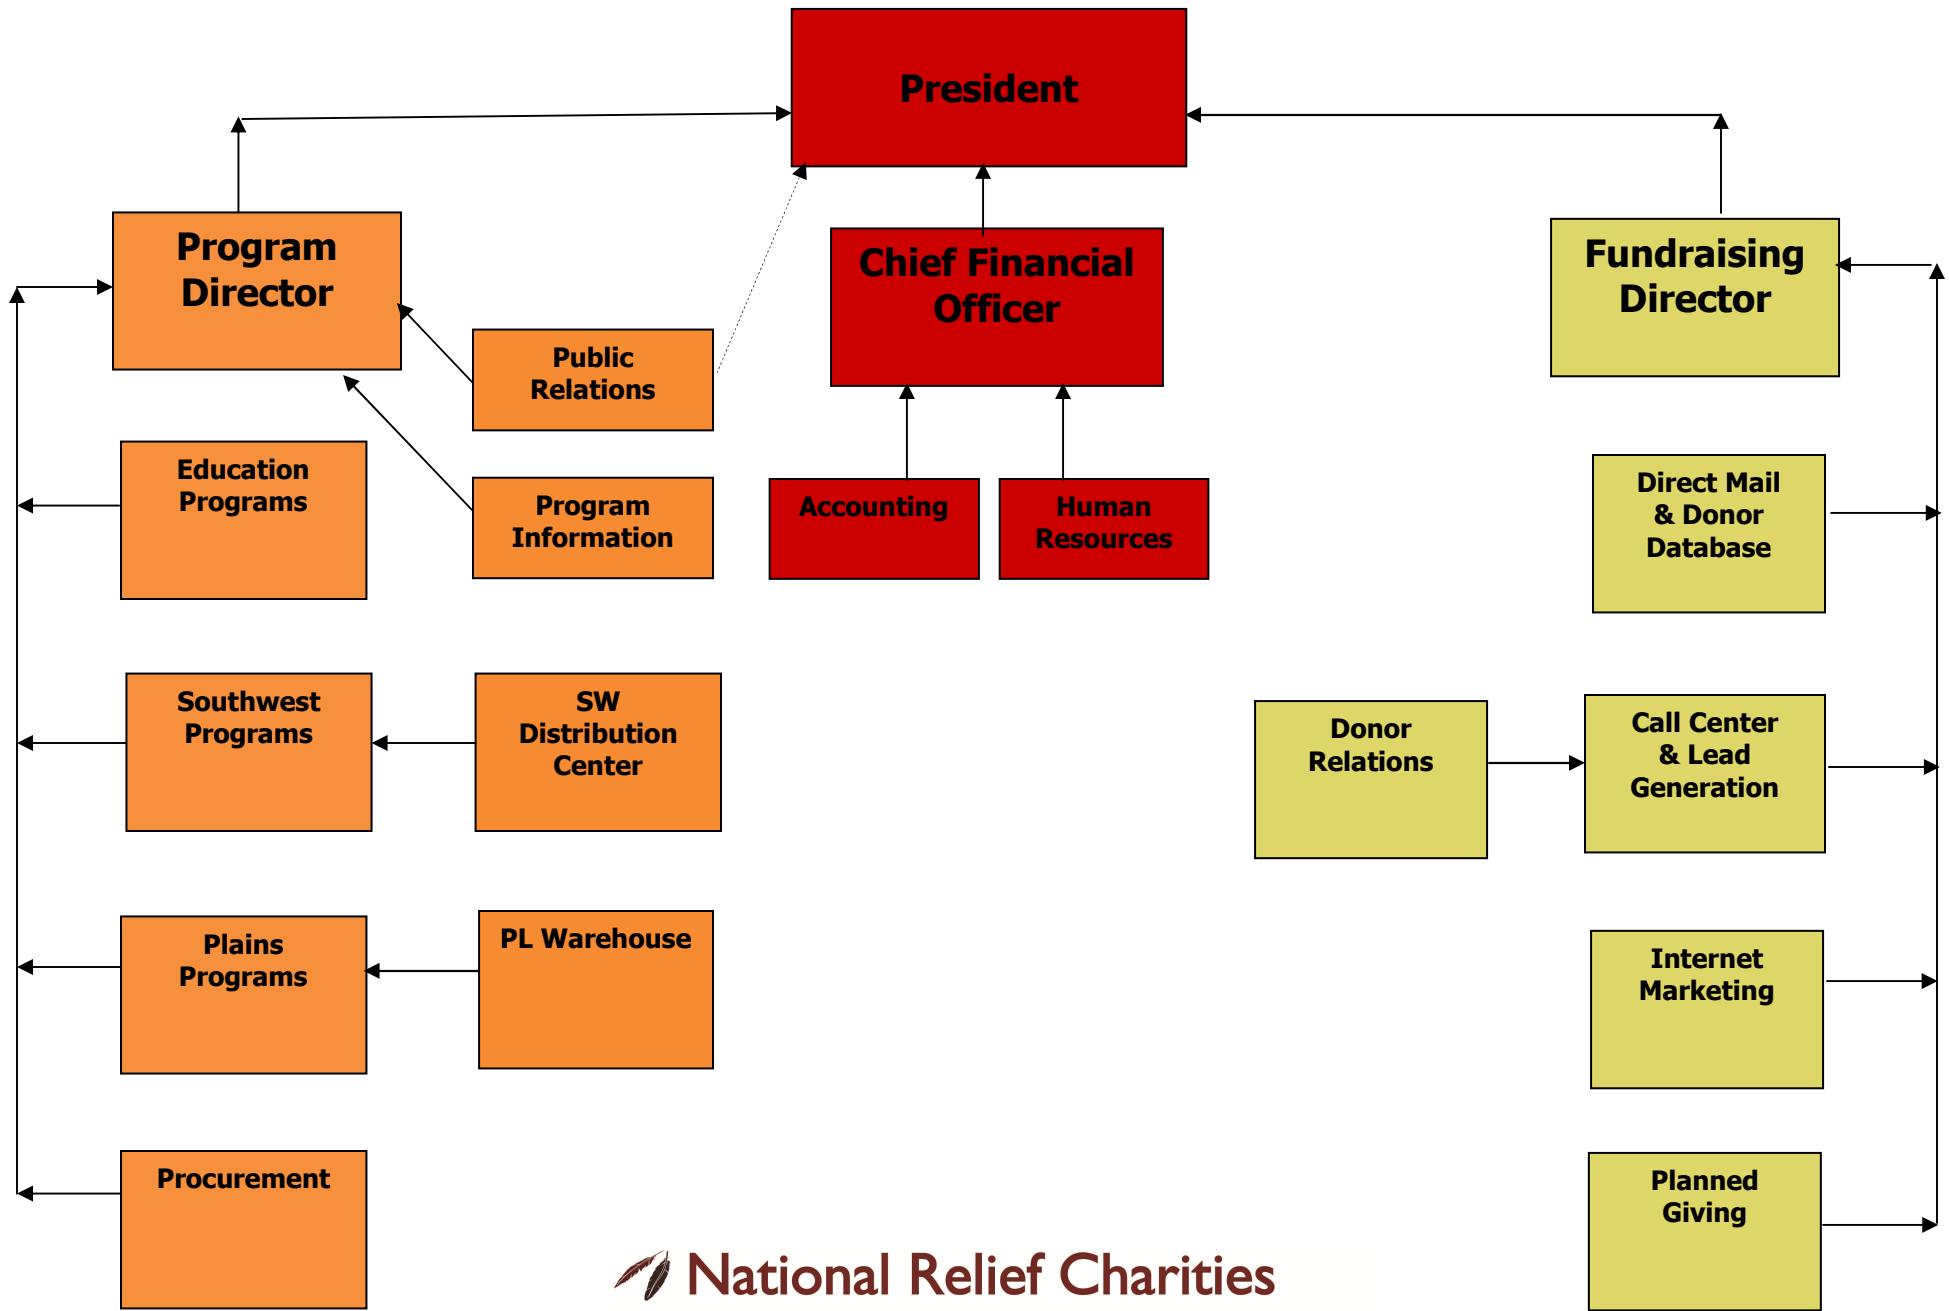 President
Program
Director
Chief Financial
Officer
Fundraising
Director
Public
Relations
Education
Programs
Program
Information
Accounting
Human
Resources
Direct Mail
& Donor
Database
Southwest
Programs
SW
Distribution
Center
Donor
Relations
Call Center
& Lead
Generation
Plains
Programs
PL Warehouse
Internet
Marketing
Procurement
Planned
Giving
National Relief Charities